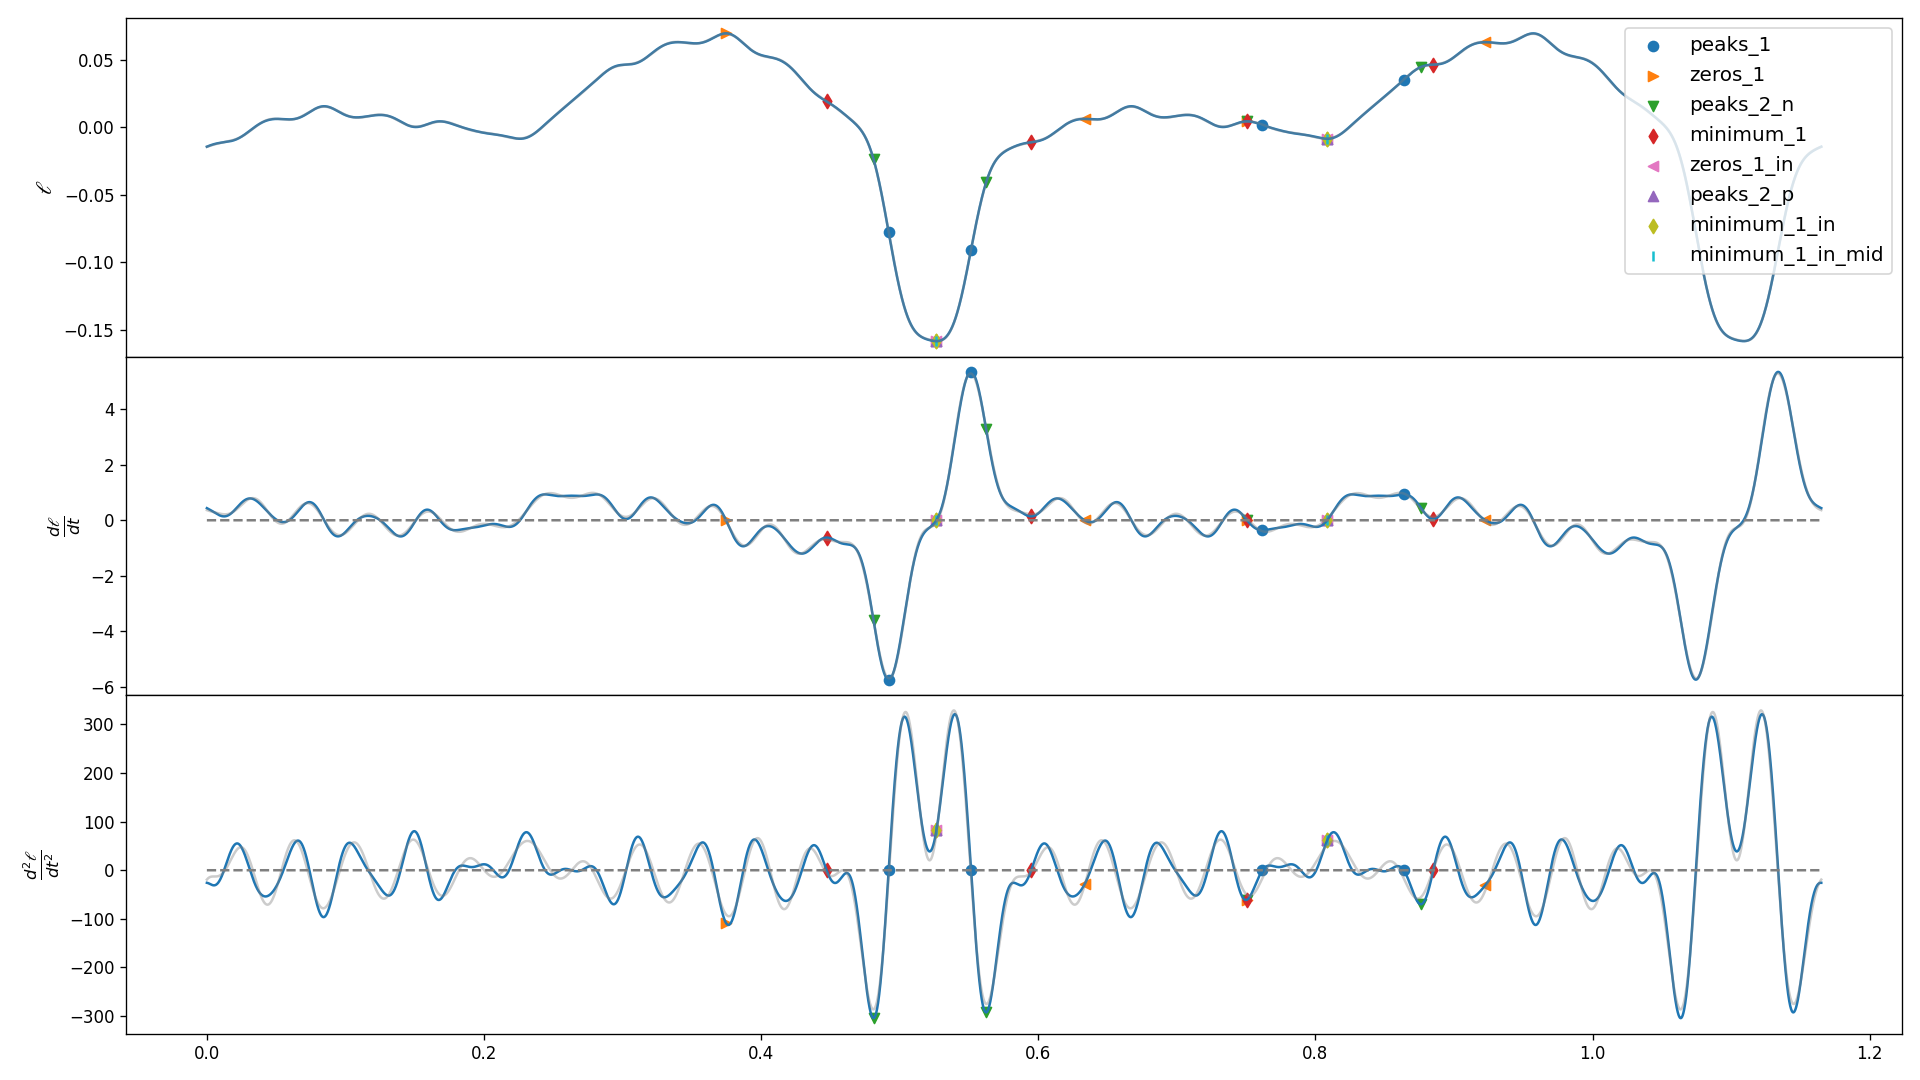 0.05
0.00
−0.05
−0.10
−0.15
ℓ
peaks_1
zeros_1
peaks_2_n
minimum_1
zeros_1_in
peaks_2_p
minimum_1_in
minimum_1_in_mid
4
2
0
−2
−4
−6
dℓ
dt
300
200
100
0
−100
−200
−300
d²ℓ
dt²
0.0 0.2 0.4 0.6 0.8 1.0 1.2